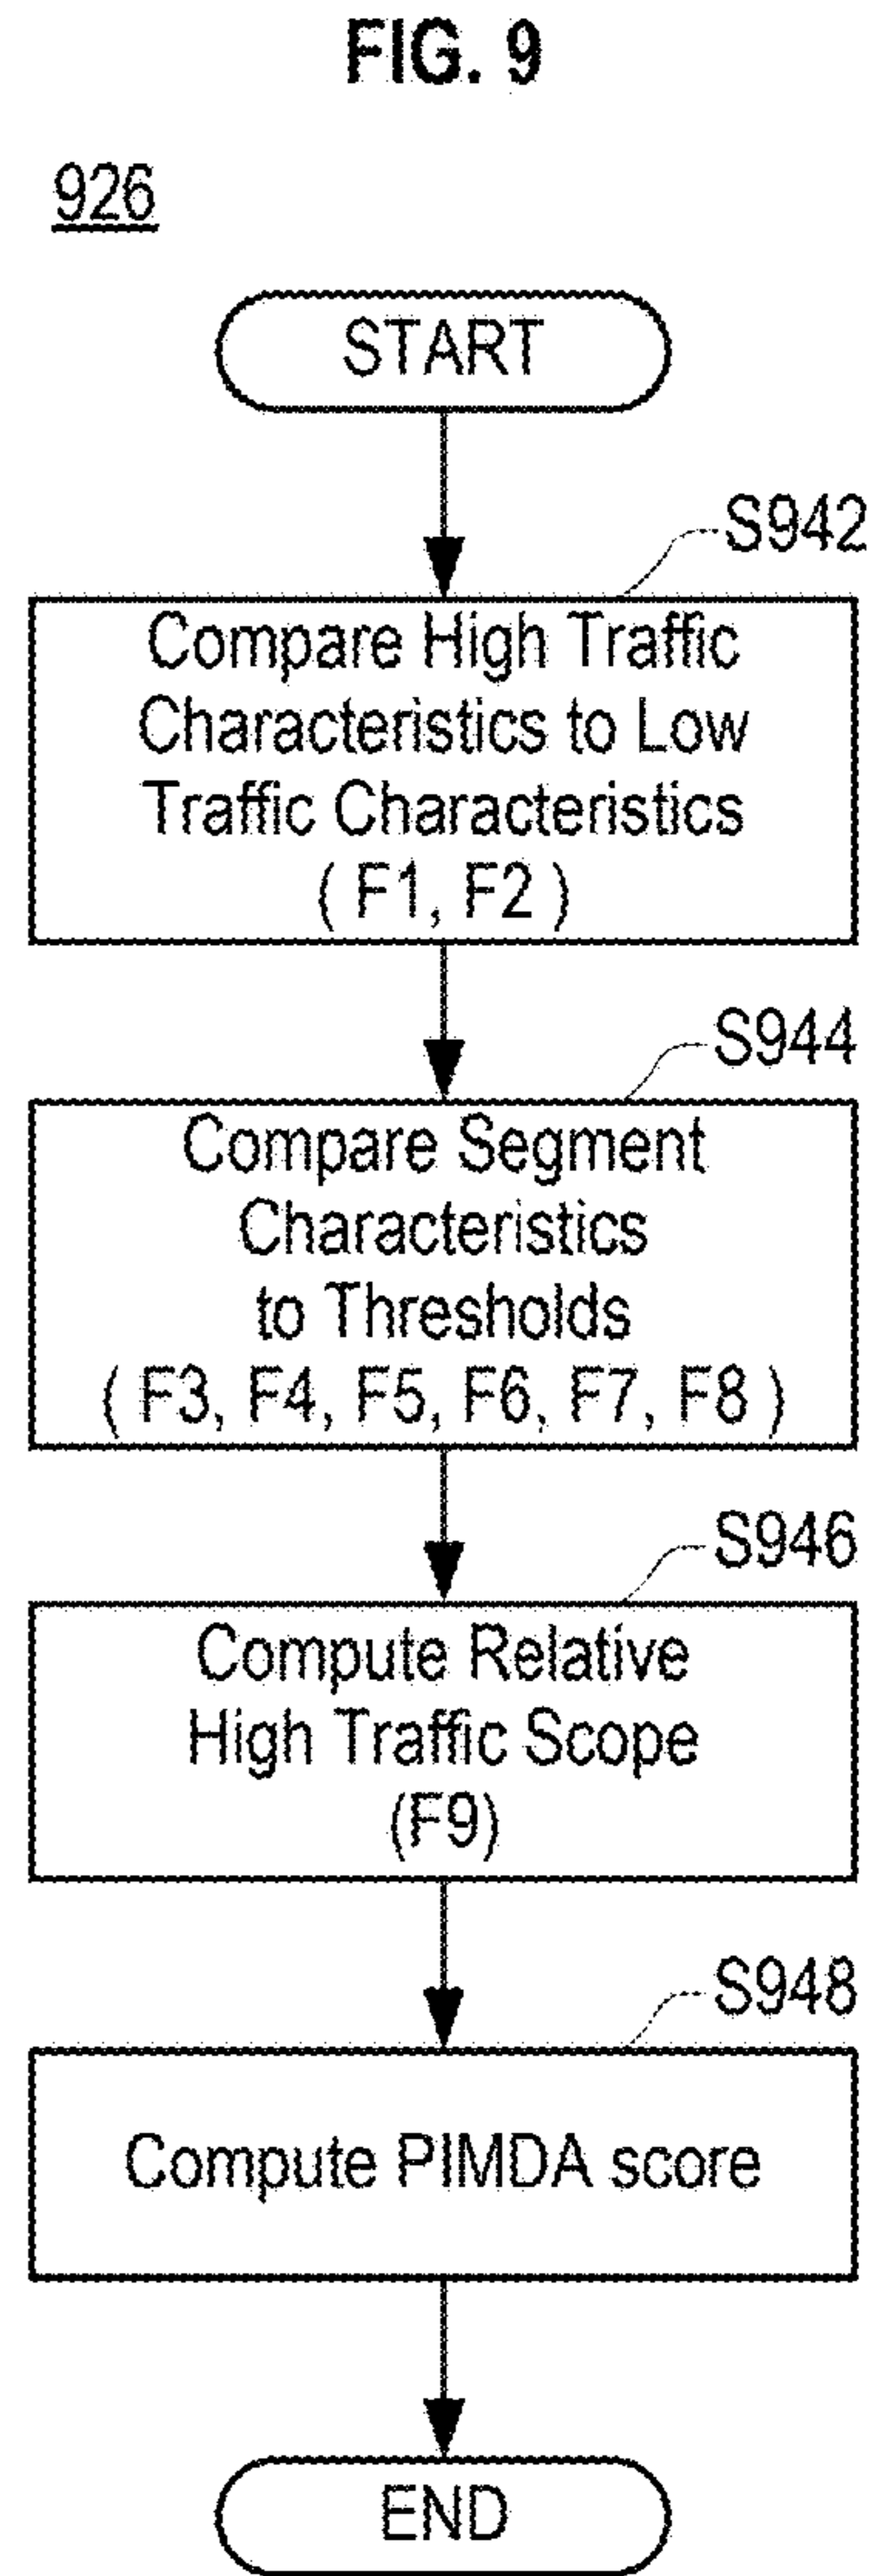 FIG. 9
926
START
S942
Compare High Traffic
Characteristics to Low
Traffic Characteristics
( F1, F2 )
S944
Compare Segment
Characteristics
to Thresholds
( F3, F4, F5, F6, F7, F8 )
S946
Compute Relative
High Traffic Scope
(F9)
S948
Compute PIMDA score
END